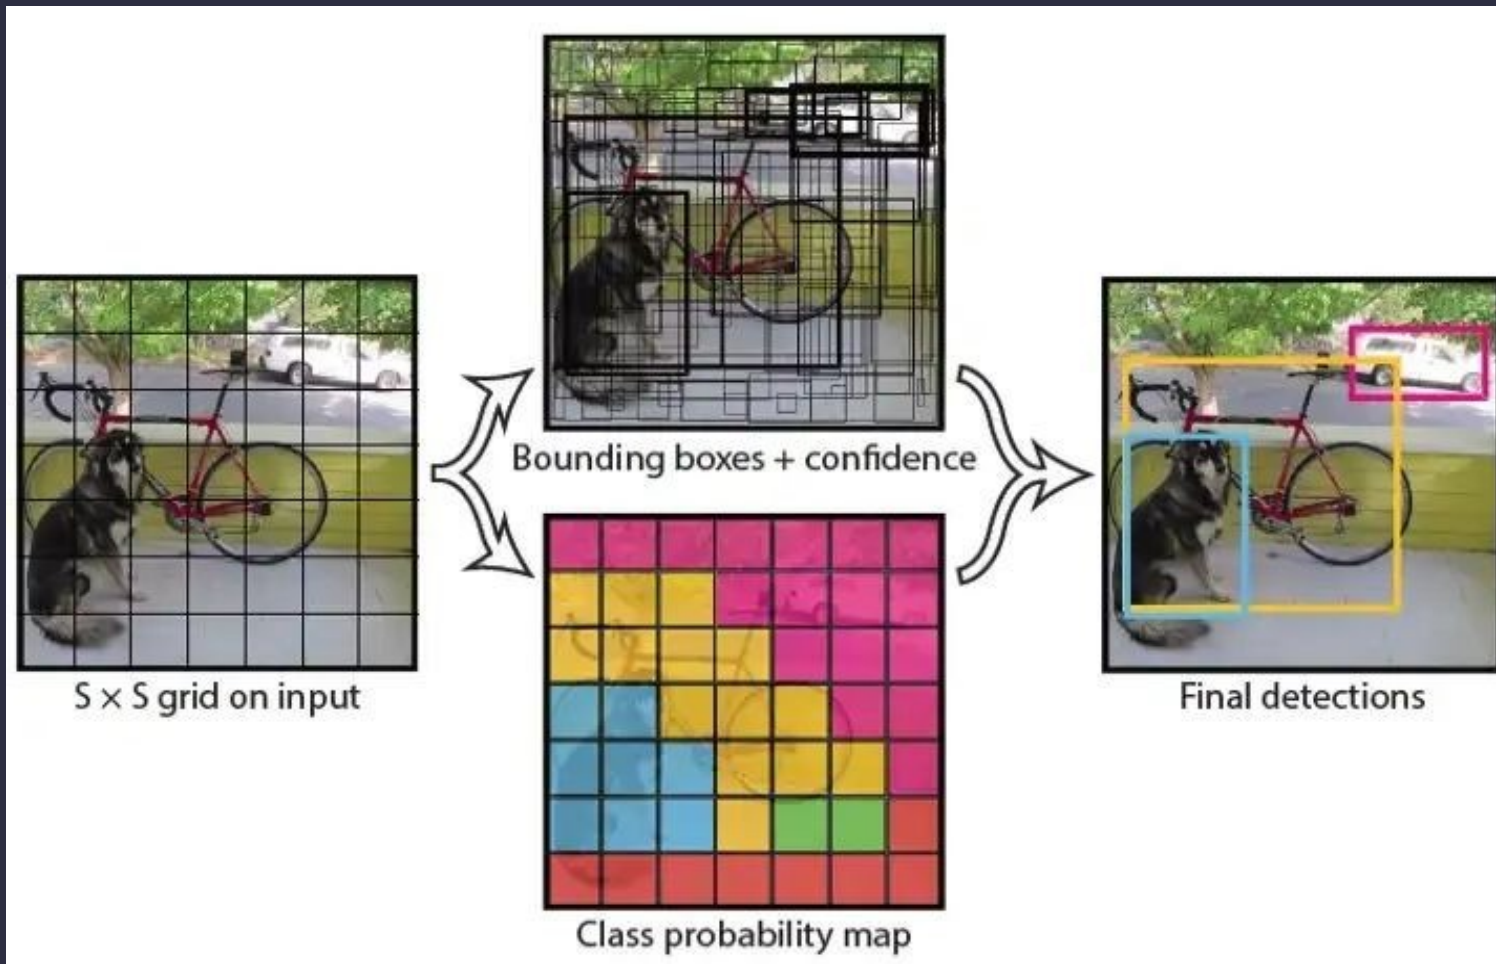 Bounding boxes + confidence
S × S grid on input
Final detections
Class probability map